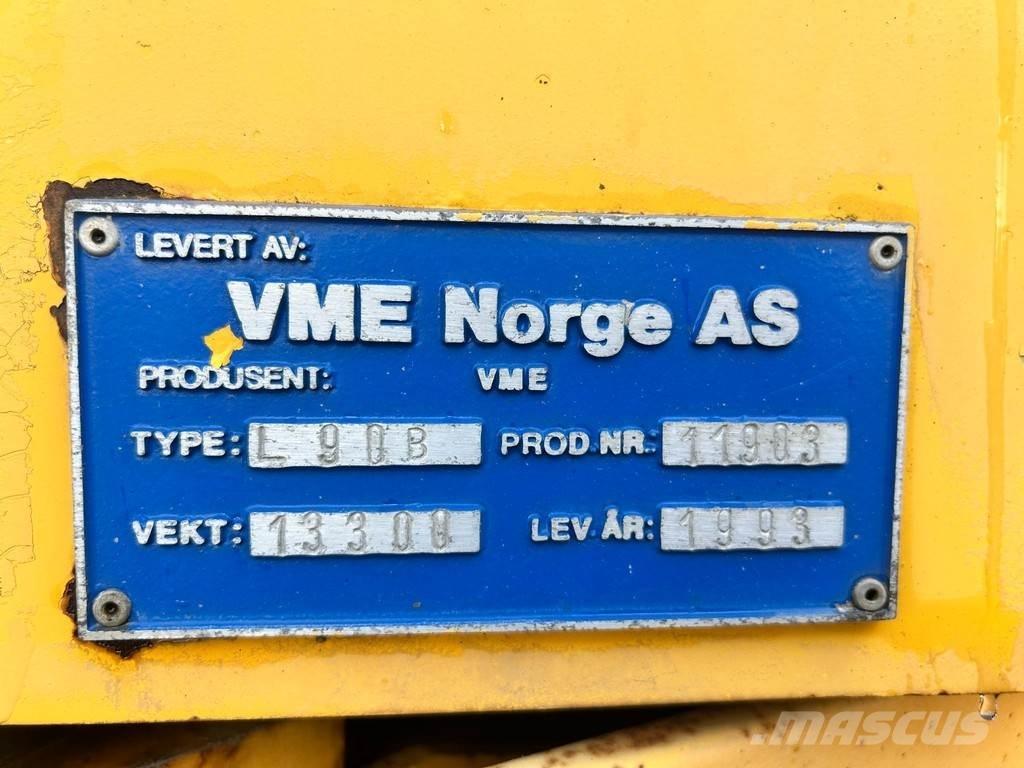 LEVERT AV:
VME Norge AS
PRODUSENT: VME
TYPE: L 90B PROD NR. 11903
VEKT: 13300 LEV ÅR: 1993
MASCUS